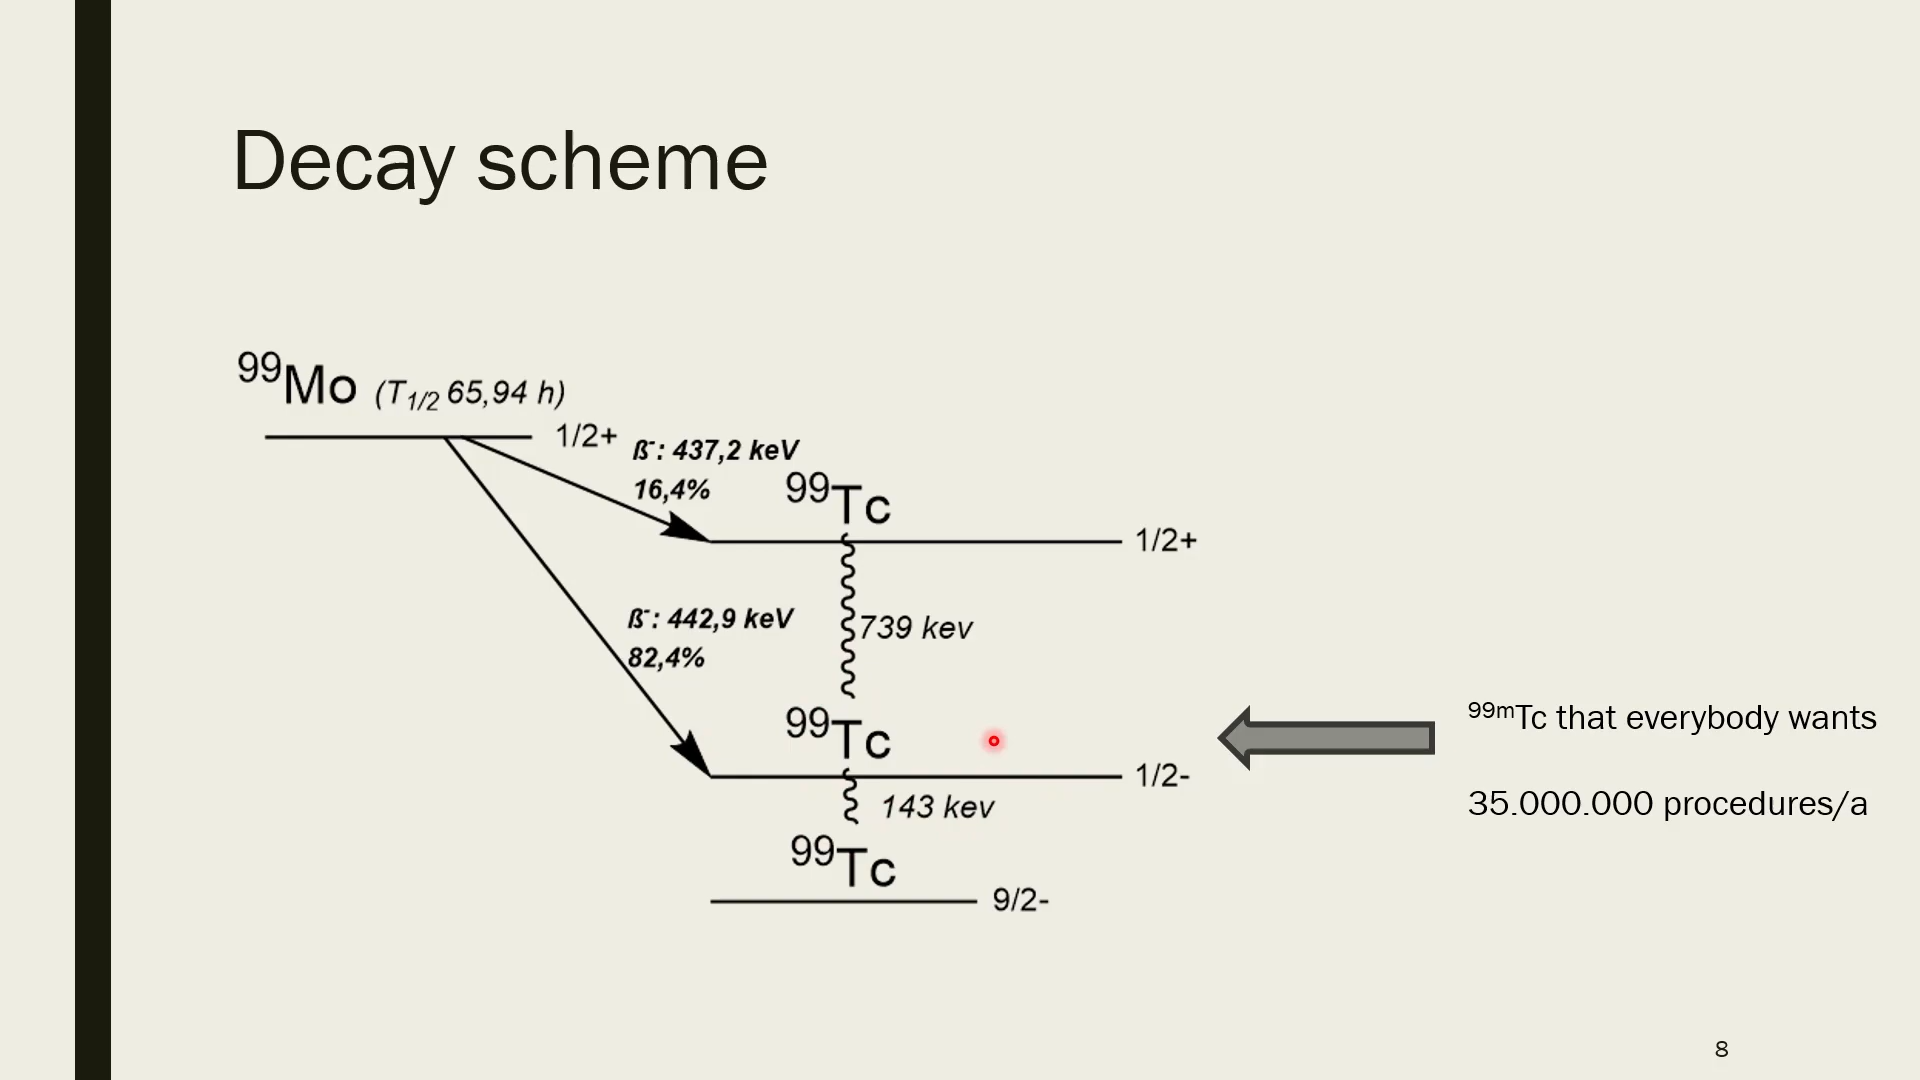 Decay scheme
⁹⁹Mo (T₁/₂ 65,94 h)
1/2+
ß⁻: 437,2 keV
16,4%
⁹⁹Tc
1/2+
ß⁻: 442,9 keV
82,4%
739 kev
⁹⁹Tc
1/2-
143 kev
⁹⁹Tc
9/2-
⁹⁹ᵐTc that everybody wants
35.000.000 procedures/a
8